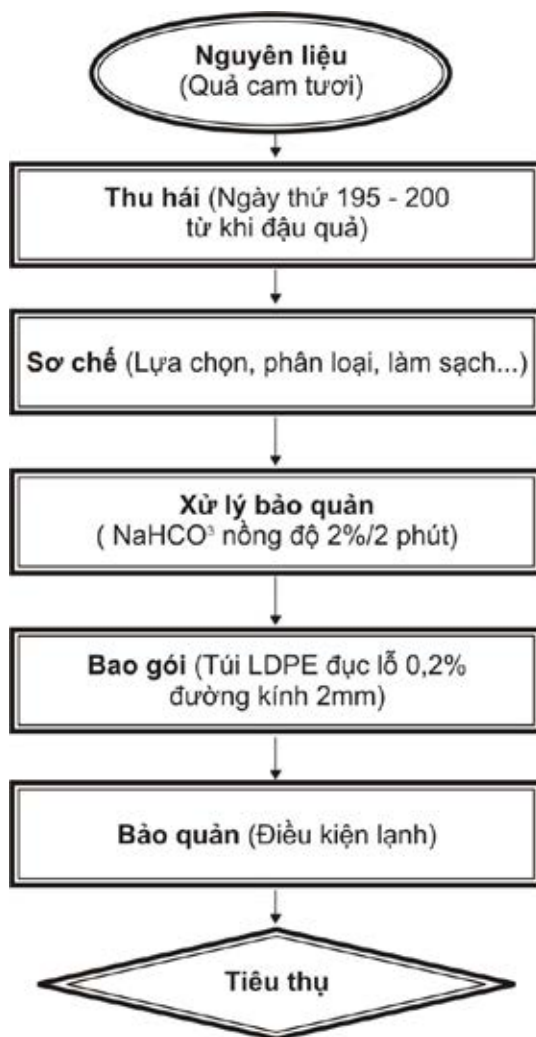 Nguyên liệu
(Quả cam tươi)
Thu hái (Ngày thứ 195 - 200
từ khi đậu quả)
Sơ chế (Lựa chọn, phân loại, làm sạch...)
Xử lý bảo quản
( NaHCO³ nồng độ 2%/2 phút)
Bao gói (Túi LDPE đục lỗ 0,2%
đường kính 2mm)
Bảo quản (Điều kiện lạnh)
Tiêu thụ